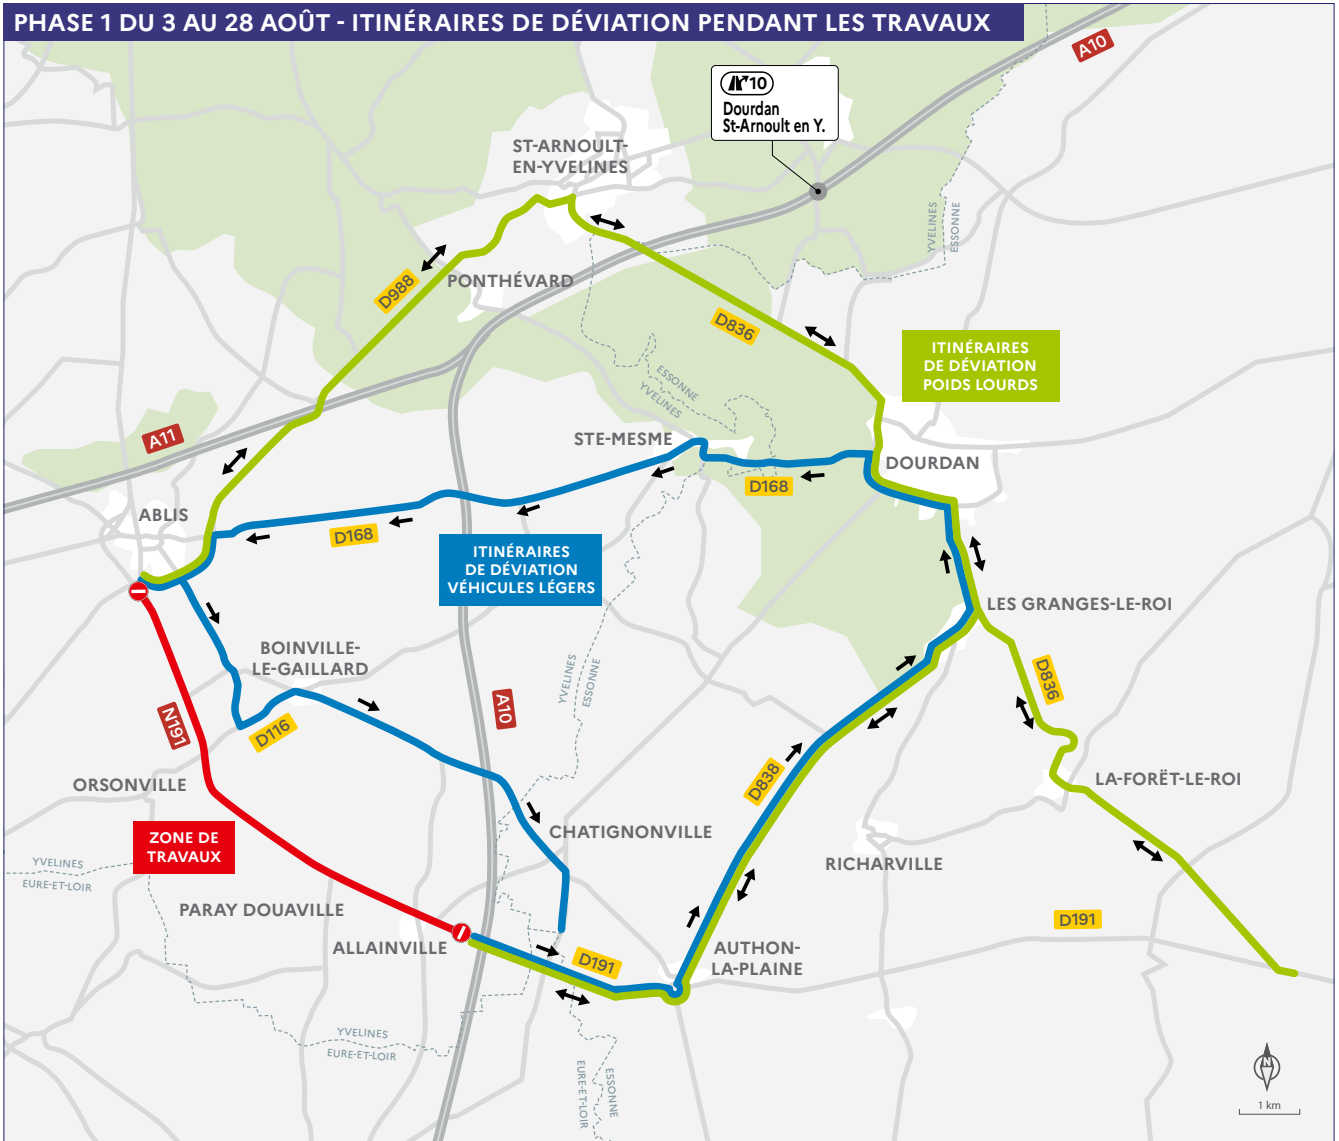 PHASE 1 DU 3 AU 28 AOÛT - ITINÉRAIRES DE DÉVIATION PENDANT LES TRAVAUX
A10
10
Dourdan
St-Arnoult en Y.
ST-ARNOULT-
EN-YVELINES
YVELINES
ESSONNE
D988
PONTHÉVARD
D836
ITINÉRAIRES
DE DÉVIATION
POIDS LOURDS
ESSONNE
YVELINES
A11
STE-MESME
DOURDAN
D168
ABLIS
D168
ITINÉRAIRES
DE DÉVIATION
VÉHICULES LÉGERS
LES GRANGES-LE-ROI
BOINVILLE-
LE-GAILLARD
YVELINES
ESSONNE
D836
A10
N191
D116
ORSONVILLE
D838
LA-FORËT-LE-ROI
ZONE DE
TRAVAUX
CHATIGNONVILLE
RICHARVILLE
YVELINES
EURE-ET-LOIR
PARAY DOUAVILLE
D191
ALLAINVILLE
AUTHON-
LA-PLAINE
D191
YVELINES
EURE-ET-LOIR
EURE-ET-LOIR
ESSONNE
N
1 km